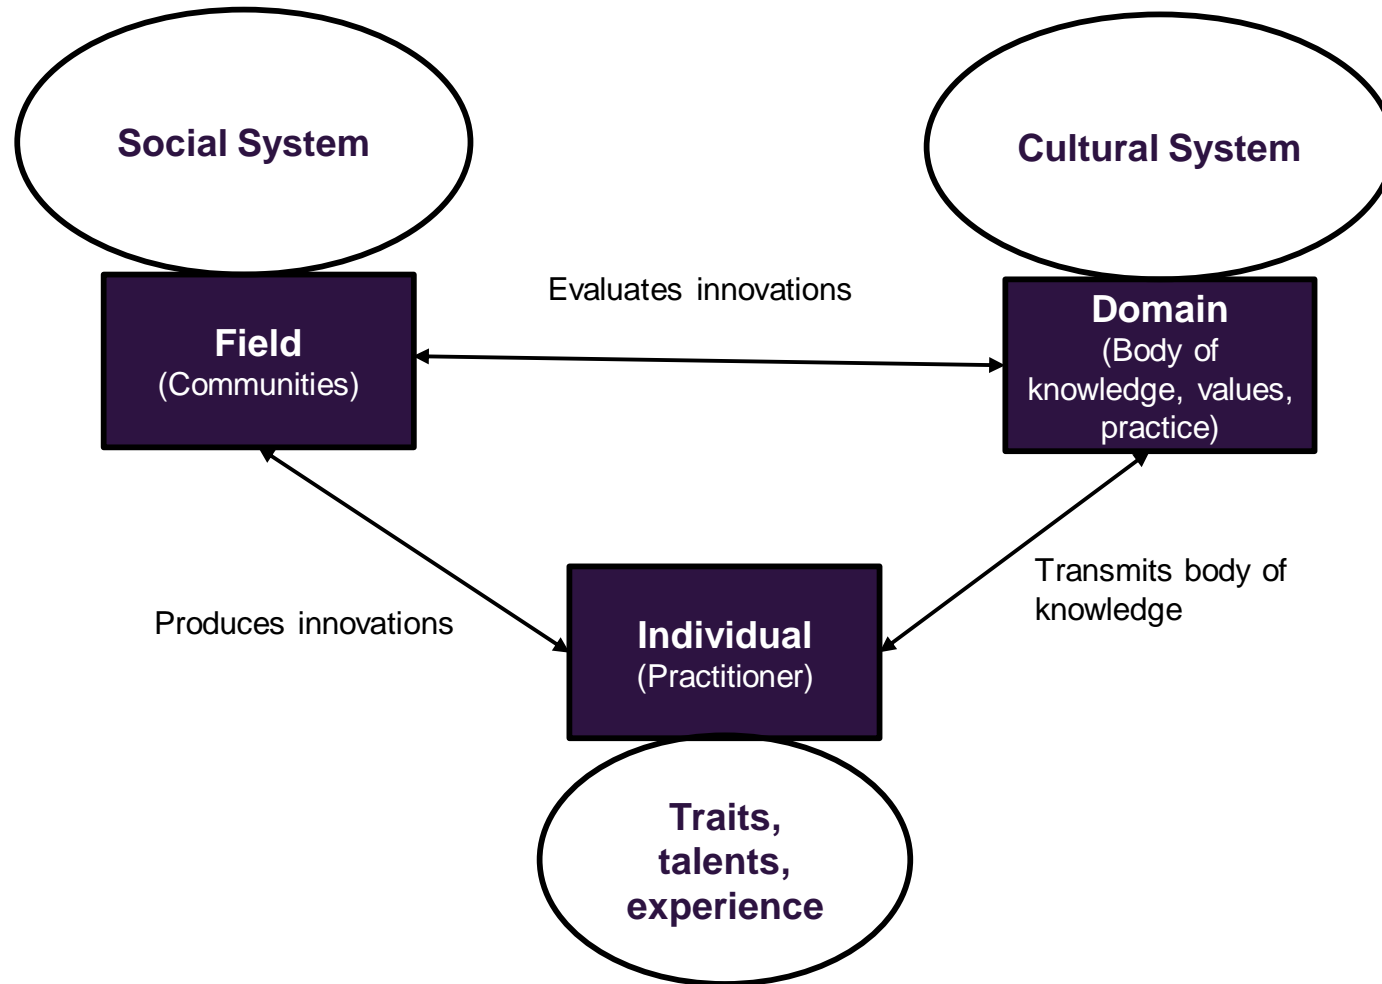 Social System
Cultural System
Evaluates innovations
Field
(Communities)
Domain
(Body of
knowledge, values,
practice)
Produces innovations
Transmits body of
knowledge
Individual
(Practitioner)
Traits,
talents,
experience